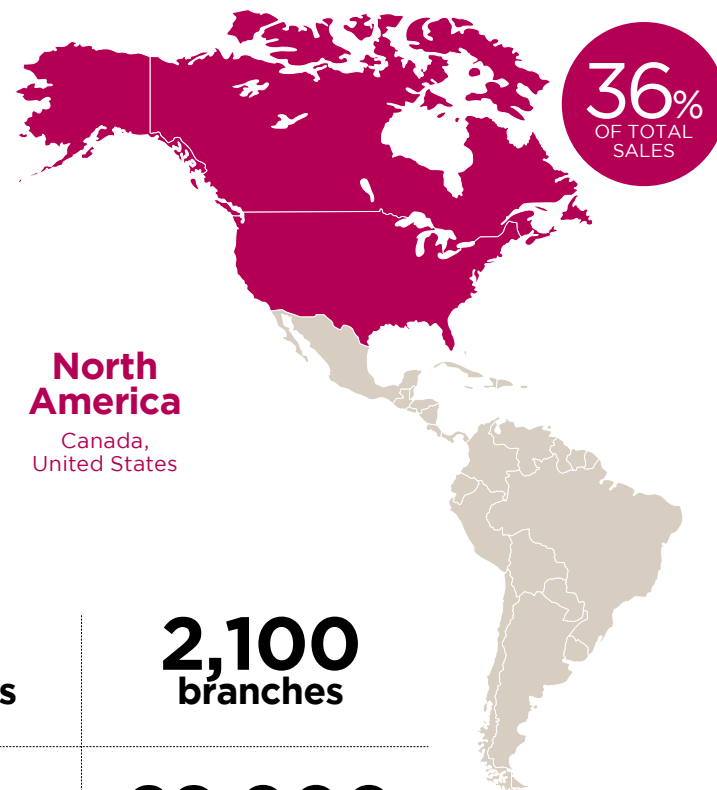 36%
OF TOTAL
SALES
North
America
Canada,
United States
2,100
branches
s